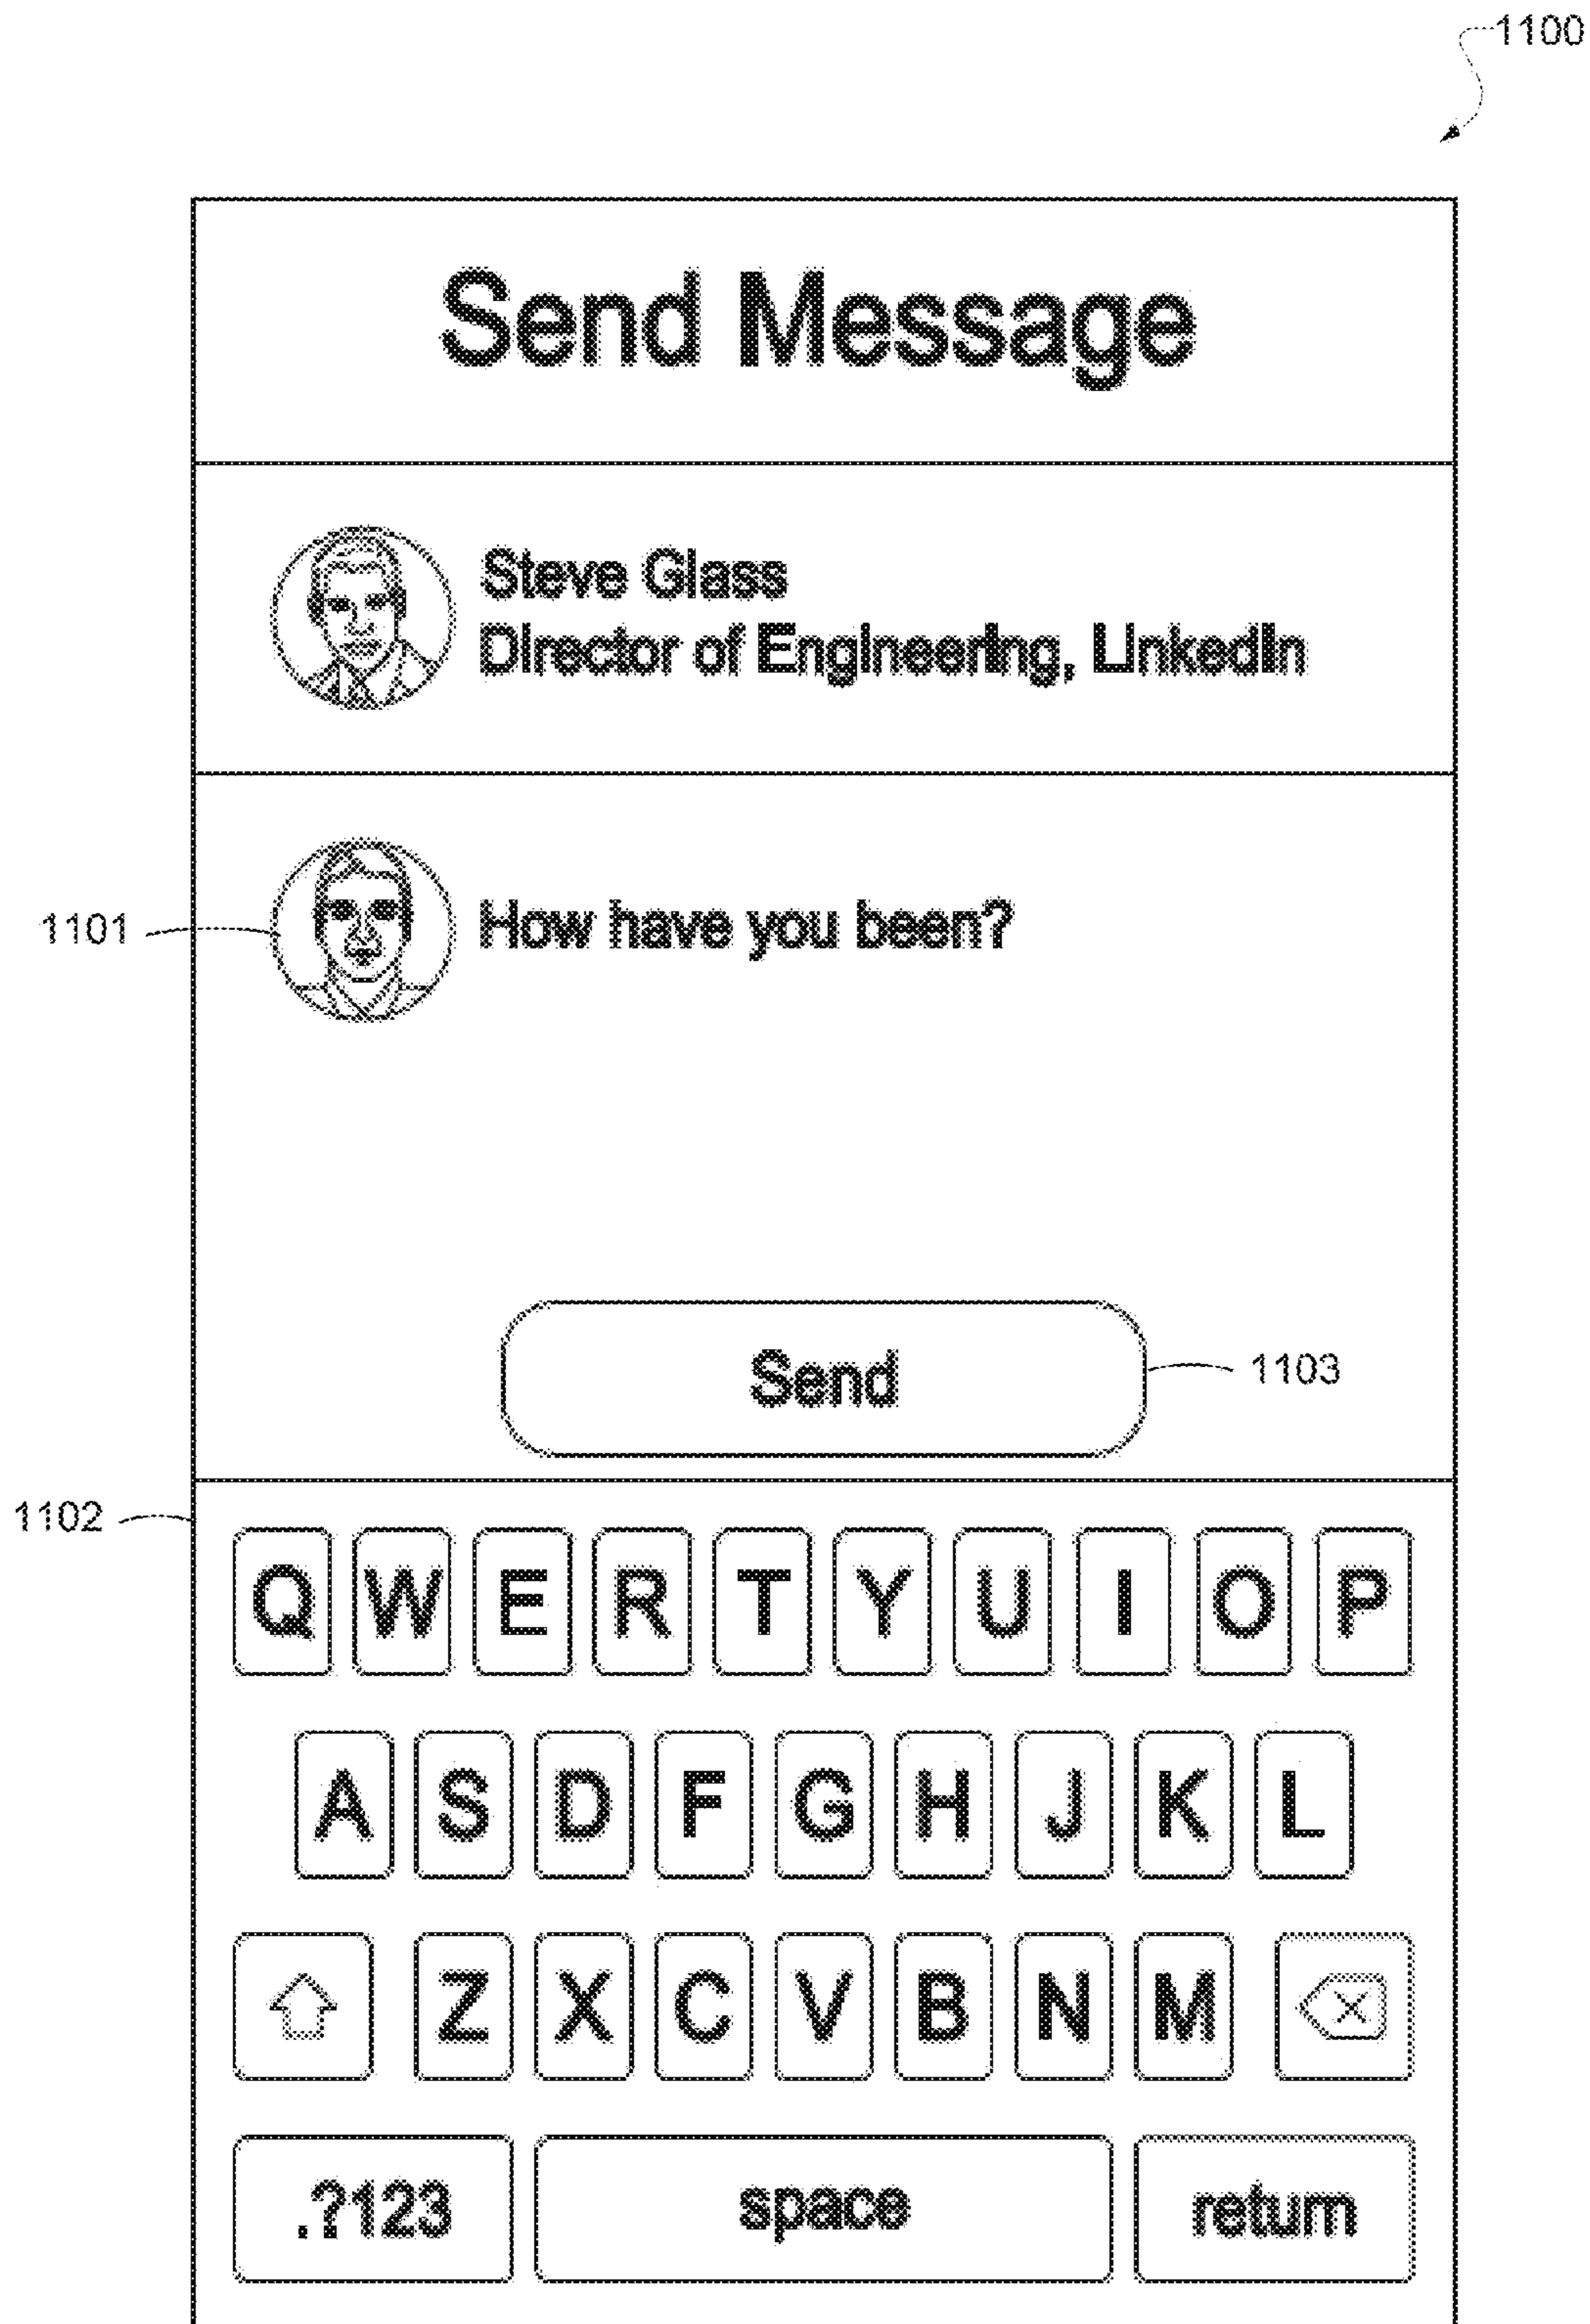 1100
Send Message
Steve Glass
Director of Engineering, LinkedIn
1101
How have you been?
Send
1103
1102
Q W E R T Y U I O P
A S D F G H J K L
Z X C V B N M
.?123 space return